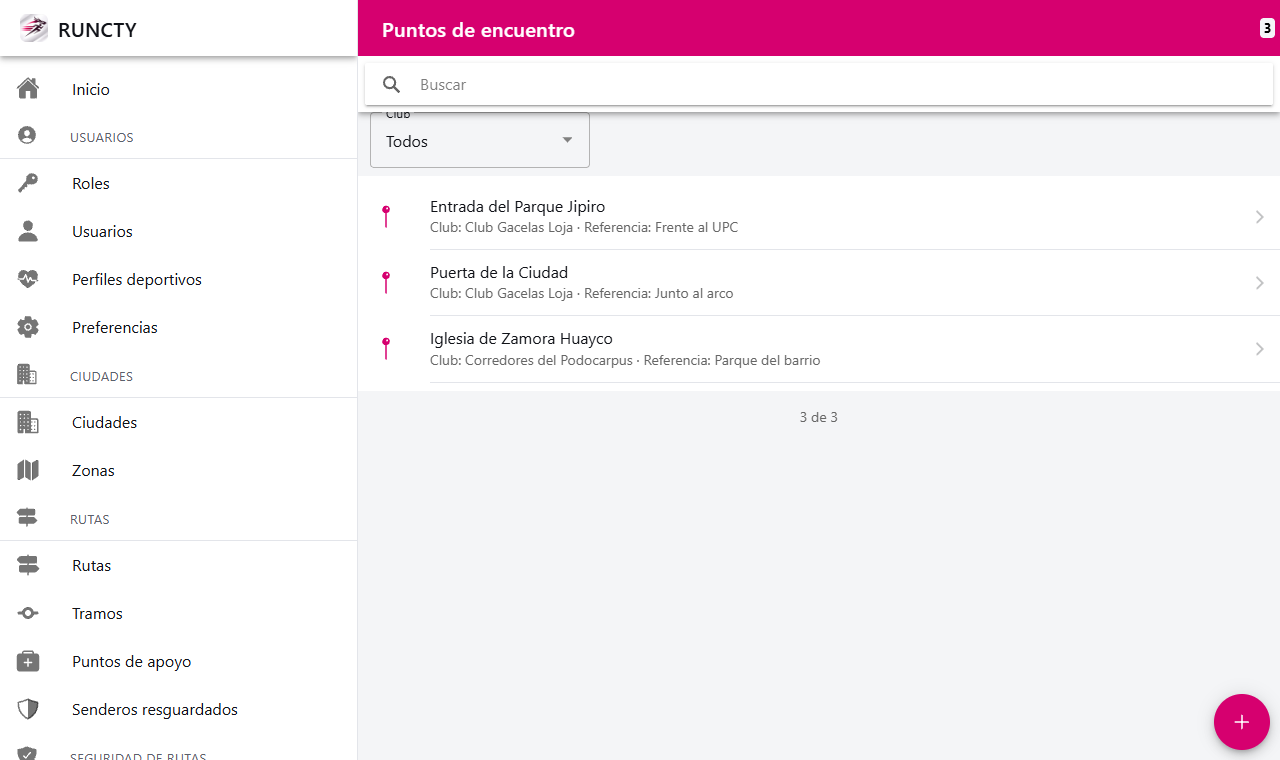 RUNCTY
Inicio
USUARIOS
Roles
Usuarios
Perfiles deportivos
Preferencias
CIUDADES
Ciudades
Zonas
RUTAS
Rutas
Tramos
Puntos de apoyo
Senderos resguardados
SEGURIDAD DE RUTAS
Puntos de encuentro
3
Buscar
Club
Todos
Entrada del Parque Jipiro
Club: Club Gacelas Loja · Referencia: Frente al UPC
Puerta de la Ciudad
Club: Club Gacelas Loja · Referencia: Junto al arco
Iglesia de Zamora Huayco
Club: Corredores del Podocarpus · Referencia: Parque del barrio
3 de 3